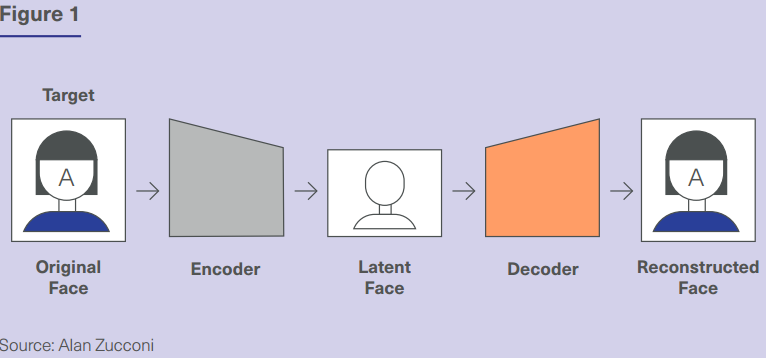 Figure 1
Target
A
A
Original
Face
Encoder
Latent
Face
Decoder
Reconstructed
Face
Source: Alan Zucconi